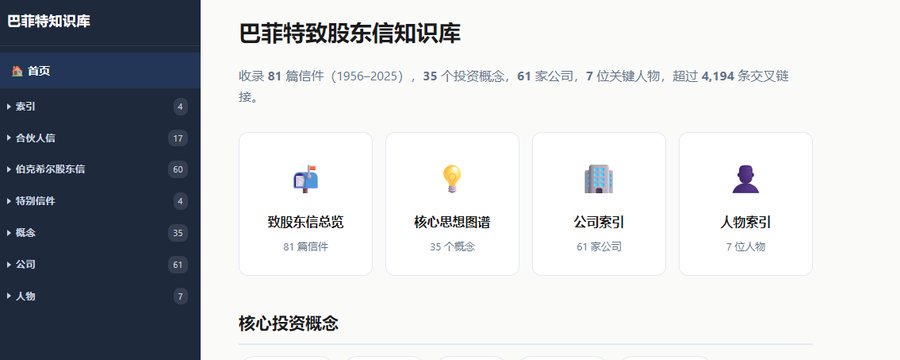 巴菲特知识库
首页
索引 4
合伙人信 17
伯克希尔股东信 60
特别信件 4
概念 35
公司 61
人物 7
巴菲特致股东信知识库
收录 81 篇信件（1956–2025），35 个投资概念，61 家公司，7 位关键人物，超过 4,194 条交叉链
接。
致股东信总览
81 篇信件
核心思想图谱
35 个概念
公司索引
61 家公司
人物索引
7 位人物
核心投资概念